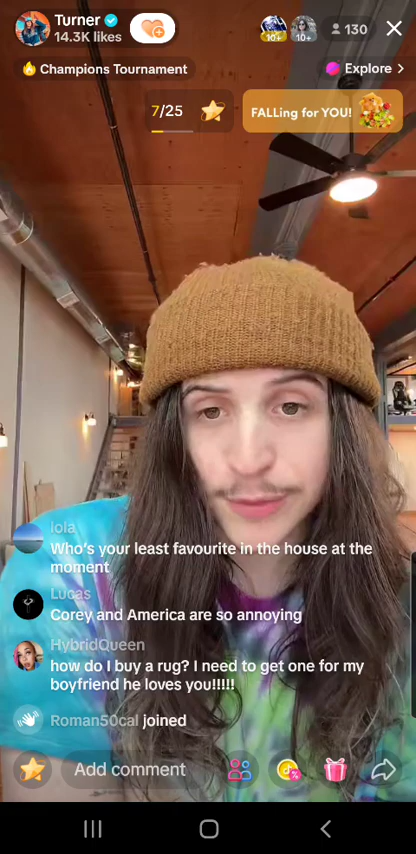 Turner
14.3K likes
10+
10+
130
Champions Tournament
Explore >
7/25
FALLing for YOU!
lola
Who's your least favourite in the house at the
moment
Lucas
Corey and America are so annoying
HybridQueen
how do I buy a rug? I need to get one for my
boyfriend he loves you!!!!!
Roman50cal joined
Add comment